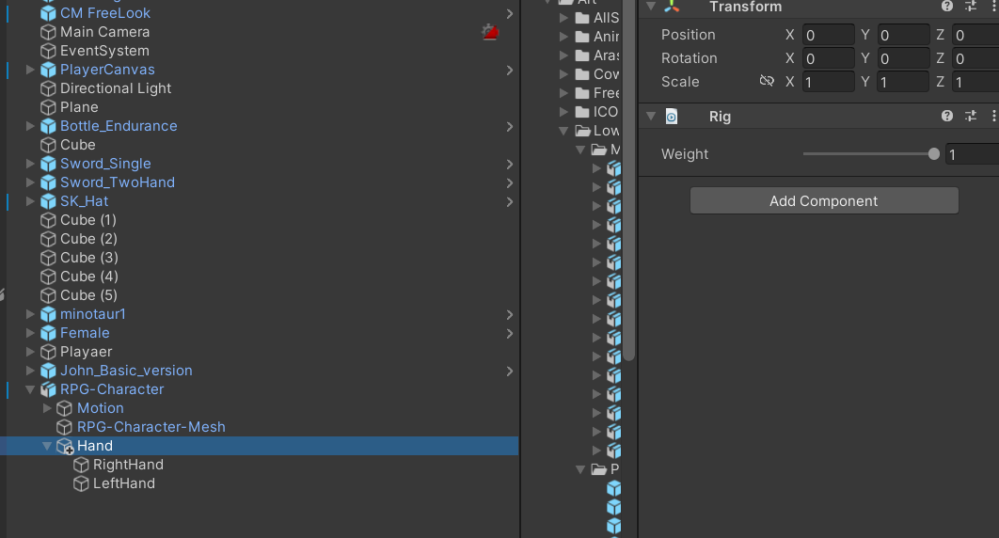 CM FreeLook
Main Camera
EventSystem
PlayerCanvas
Directional Light
Plane
Bottle_Endurance
Cube
Sword_Single
Sword_TwoHand
SK_Hat
Cube (1)
Cube (2)
Cube (3)
Cube (4)
Cube (5)
minotaur1
Female
Playaer
John_Basic_version
RPG-Character
Motion
RPG-Character-Mesh
Hand
RightHand
LeftHand
Art
AllS
Anir
Aras
Cow
Free
ICO
Low
M
P
Transform
Position X 0 Y 0 Z 0
Rotation X 0 Y 0 Z 0
Scale X 1 Y 1 Z 1
Rig
Weight 1
Add Component